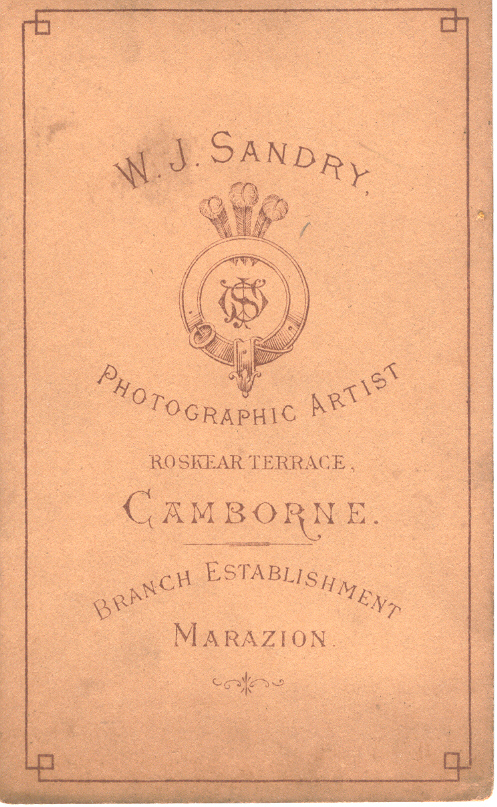 W. J. SANDRY,
PHOTOGRAPHIC ARTIST
ROSKEAR TERRACE,
CAMBORNE.
BRANCH ESTABLISHMENT
MARAZION.